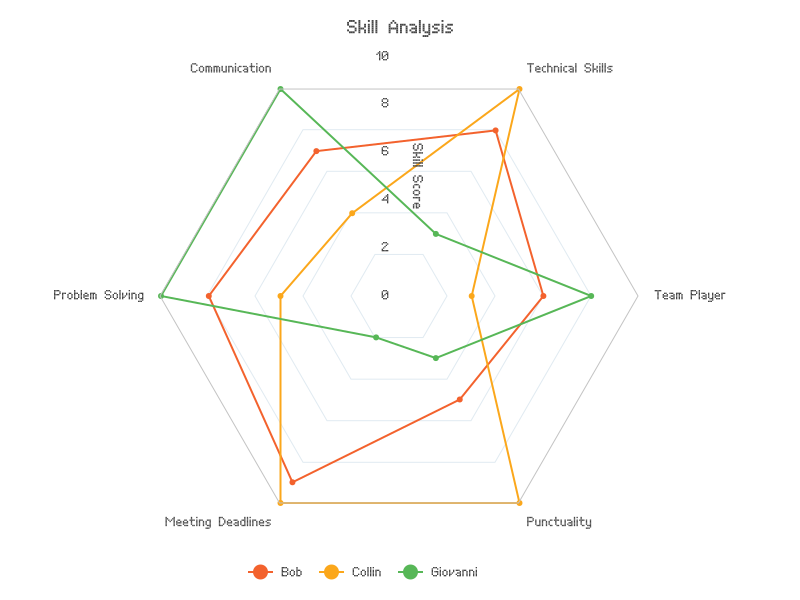 Skill Analysis
10
Communication
Technical Skills
8
6
Skill Score
4
2
Problem Solving
0
Team Player
Meeting Deadlines
Punctuality
Bob
Collin
Giovanni